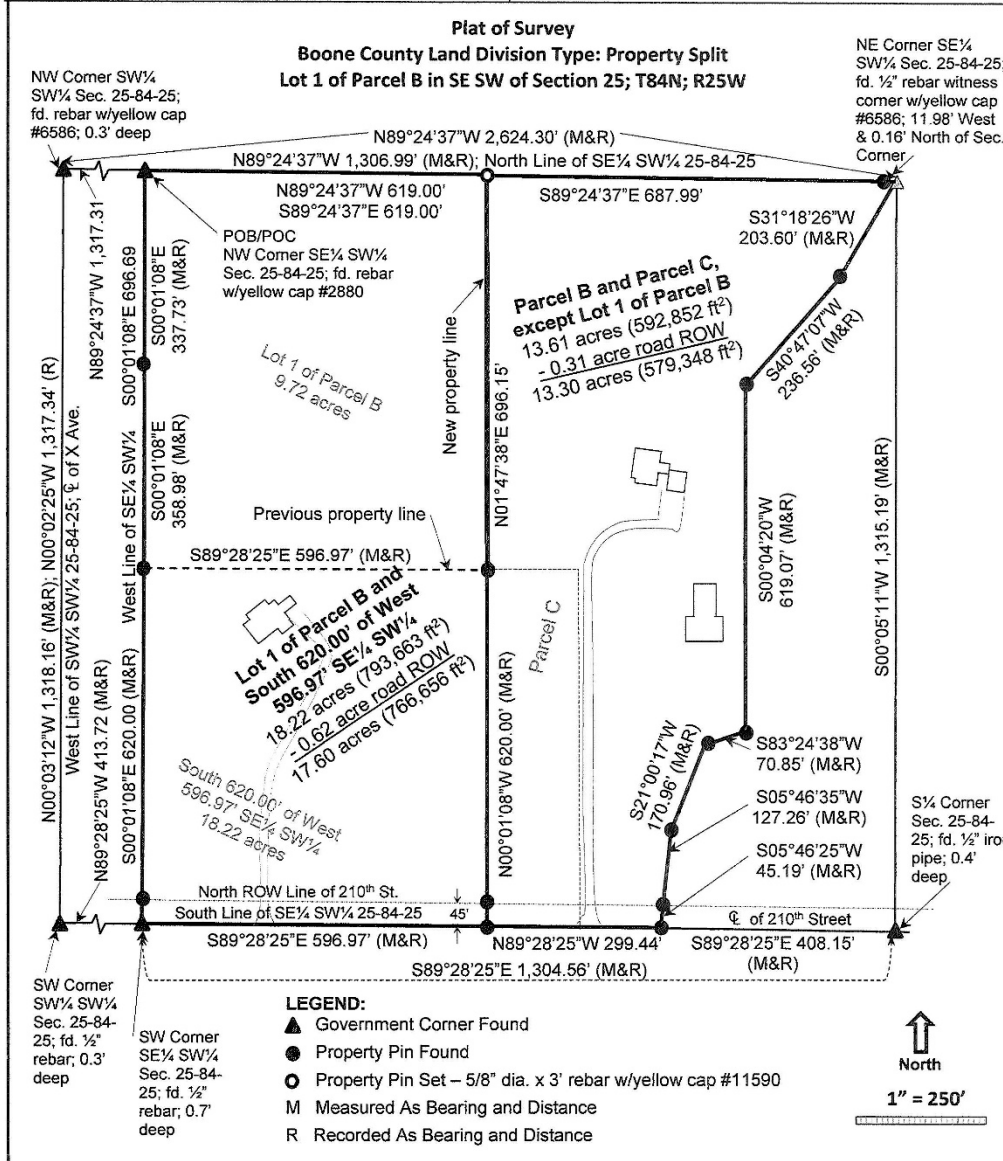 Plat of Survey
Boone County Land Division Type: Property Split
Lot 1 of Parcel B in SE SW of Section 25; T84N; R25W
NW Corner SW¼
SW¼ Sec. 25-84-25;
fd. rebar w/yellow cap
#6586; 0.3' deep
NE Corner SE¼
SW¼ Sec. 25-84-25;
fd. ½" rebar witness
corner w/yellow cap
#6586; 11.98' West
& 0.16' North of Sec.
Corner
N89°24'37"W 2,624.30' (M&R)
N89°24'37"W 1,306.99' (M&R); North Line of SE¼ SW¼ 25-84-25
N89°24'37"W 619.00'
S89°24'37"E 619.00'
S89°24'37"E 687.99'
N89°24'37"W 1,317.31
POB/POC
NW Corner SE¼ SW¼
Sec. 25-84-25; fd. rebar
w/yellow cap #2880
S31°18'26"W
203.60' (M&R)
S40°47'07"W
236.56' (M&R)
Parcel B and Parcel C,
except Lot 1 of Parcel B
13.61 acres (592,852 ft²)
- 0.31 acre road ROW
13.30 acres (579,348 ft²)
S00°01'08"E 696.69
S00°01'08"E
337.73' (M&R)
Lot 1 of Parcel B
9.72 acres
New property line
N01°47'38"E 696.15'
N00°03'12"W 1,318.16' (M&R); N00°02'25"W 1,317.34' (R)
West Line of SW¼ SW¼ 25-84-25; ℄ of X Ave.
West Line of SE¼ SW¼
S00°01'08"E
358.98' (M&R)
Previous property line
S89°28'25"E 596.97' (M&R)
S00°04'20"W
619.07' (M&R)
S00°05'11"W 1,315.19' (M&R)
Lot 1 of Parcel B and
South 620.00' of West
596.97' SE¼ SW¼
18.22 acres (793,663 ft²)
- 0.62 acre road ROW
17.60 acres (766,656 ft²)
Parcel C
S00°01'08"E 620.00 (M&R)
N89°28'25"W 413.72 (M&R)
N00°01'08"W 620.00' (M&R)
South 620.00' of West
596.97' SE¼ SW¼
18.22 acres
S21°00'17"W
170.96' (M&R)
S83°24'38"W
70.85' (M&R)
S05°46'35"W
127.26' (M&R)
S05°46'25"W
45.19' (M&R)
S¼ Corner
Sec. 25-84-
25; fd. ½" iro
pipe; 0.4'
deep
North ROW Line of 210th St.
South Line of SE¼ SW¼ 25-84-25
45'
℄ of 210th Street
S89°28'25"E 596.97' (M&R)
N89°28'25"W 299.44'
S89°28'25"E 408.15'
(M&R)
S89°28'25"E 1,304.56' (M&R)
SW Corner
SW¼ SW¼
Sec. 25-84-
25; fd. ½"
rebar; 0.3'
deep
SW Corner
SE¼ SW¼
Sec. 25-84-
25; fd. ½"
rebar; 0.7'
deep
LEGEND:
Government Corner Found
Property Pin Found
Property Pin Set – 5/8" dia. x 3' rebar w/yellow cap #11590
M Measured As Bearing and Distance
R Recorded As Bearing and Distance
North
1" = 250'